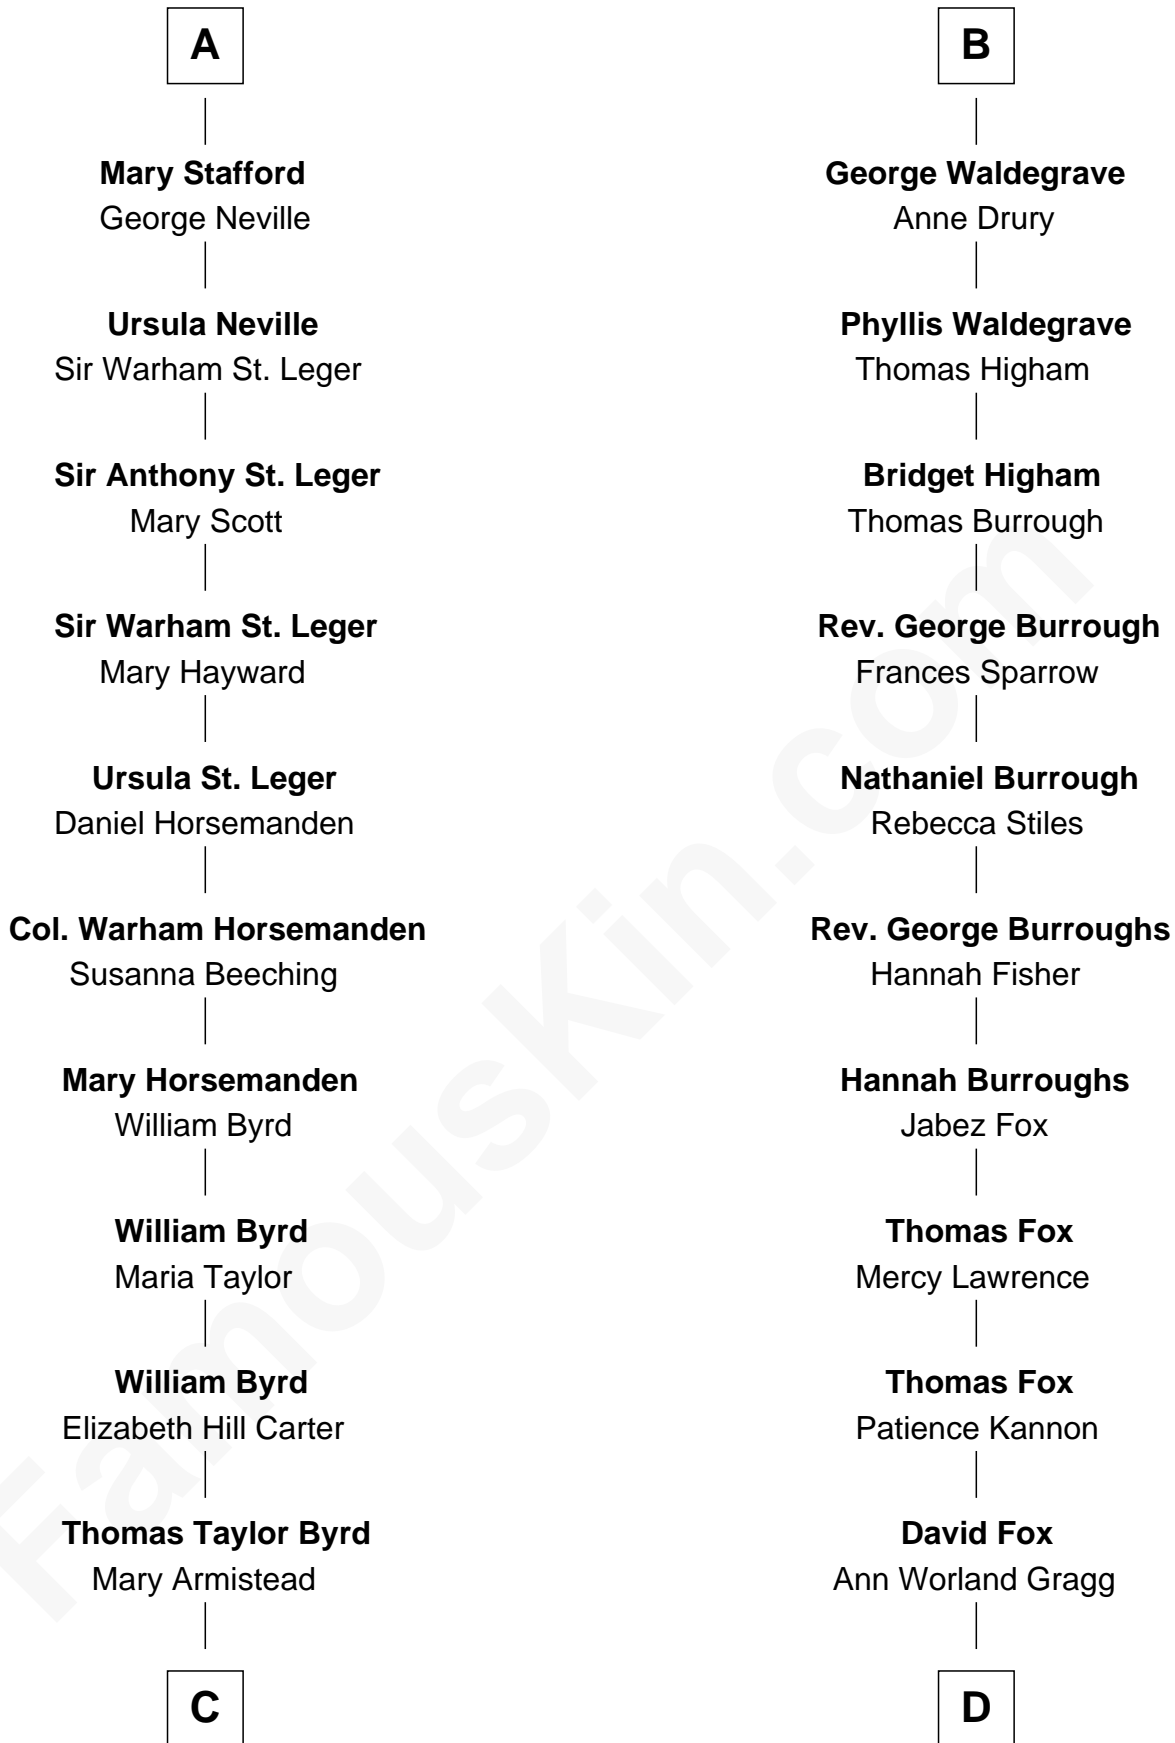 A
Mary Stafford
George Neville
Ursula Neville
Sir Warham St. Leger
Sir Anthony St. Leger
Mary Scott
Sir Warham St. Leger
Mary Hayward
Ursula St. Leger
Daniel Horsemanden
Col. Warham Horsemanden
Susanna Beeching
Mary Horsemanden
William Byrd
William Byrd
Maria Taylor
William Byrd
Elizabeth Hill Carter
Thomas Taylor Byrd
Mary Armistead
C
B
George Waldegrave
Anne Drury
Phyllis Waldegrave
Thomas Higham
Bridget Higham
Thomas Burrough
Rev. George Burrough
Frances Sparrow
Nathaniel Burrough
Rebecca Stiles
Rev. George Burroughs
Hannah Fisher
Hannah Burroughs
Jabez Fox
Thomas Fox
Mercy Lawrence
Thomas Fox
Patience Kannon
David Fox
Ann Worland Gragg
D
FamousKin.com